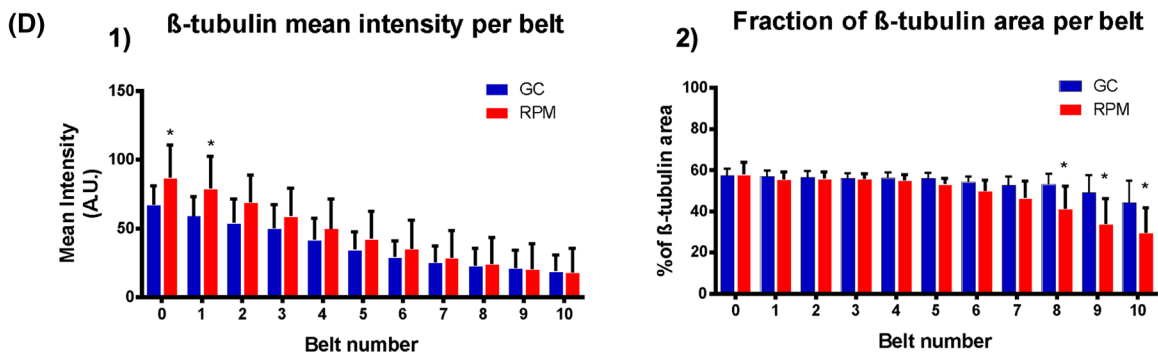 (D)
1)
ß-tubulin mean intensity per belt
Mean Intensity
(A.U.)
150
100
50
0
GC
RPM
* *
0 1 2 3 4 5 6 7 8 9 10
Belt number
2)
Fraction of ß-tubulin area per belt
%of ß-tubulin area
100
80
60
40
20
0
GC
RPM
* * *
0 1 2 3 4 5 6 7 8 9 10
Belt number